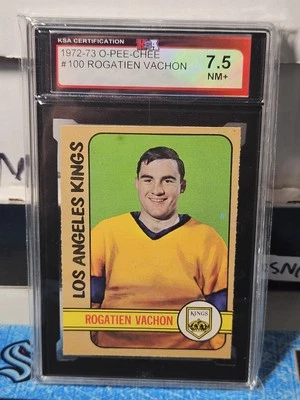 KSA CERTIFICATION
1972-73 O-PEE-CHEE
#100 ROGATIEN VACHON
7.5
NM+
LOS ANGELES KINGS
ROGATIEN VACHON
KINGS